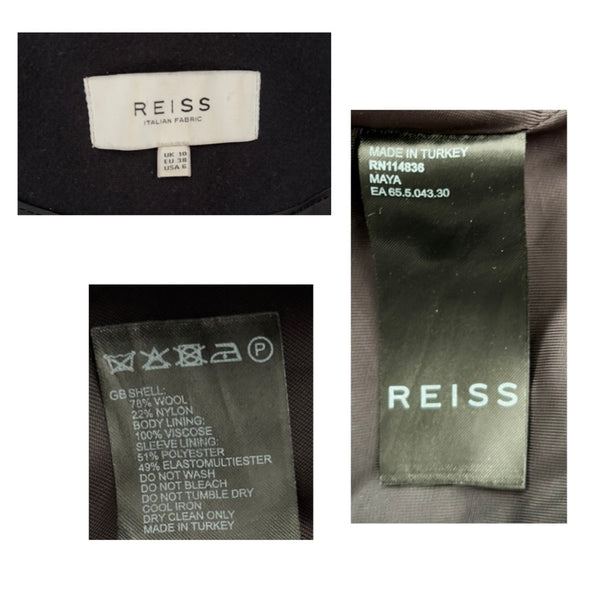 REISS
ITALIAN FABRIC
UK 10
EU 38
USA 6
MADE IN TURKEY
RN114836
MAYA
EA 65.5.043.30
REISS
P
GB SHELL:
78% WOOL
22% NYLON
BODY LINING:
100% VISCOSE
SLEEVE LINING:
51% POLYESTER
49% ELASTOMULTIESTER
DO NOT WASH
DO NOT BLEACH
DO NOT TUMBLE DRY
COOL IRON
DRY CLEAN ONLY
MADE IN TURKEY